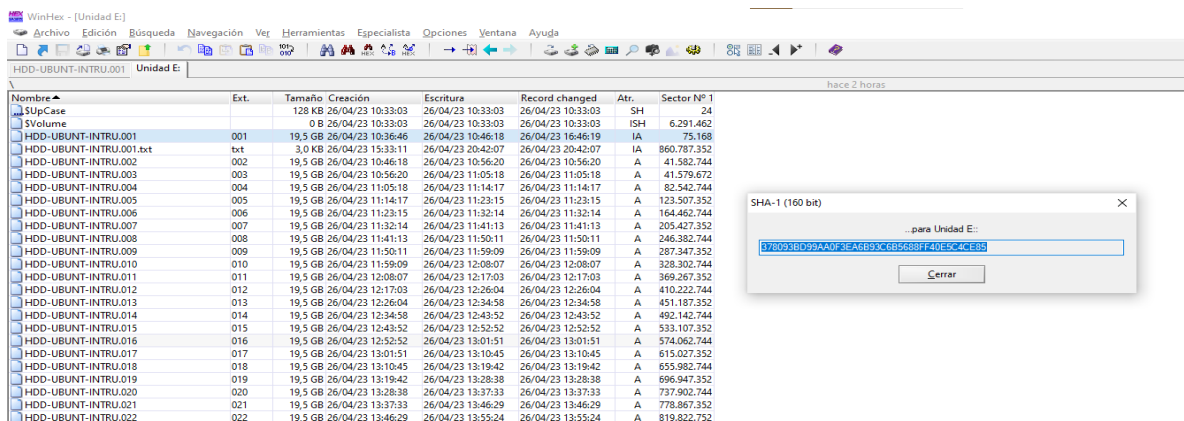 WinHex - [Unidad E:]
Archivo Edición Búsqueda Navegación Ver Herramientas Especialista Opciones Ventana Ayuda
HDD-UBUNT-INTRU.001 Unidad E:
\ hace 2 horas
Nombre Ext. Tamaño Creación Escritura Record changed Atr. Sector Nº 1
$UpCase 128 KB 26/04/23 10:33:03 26/04/23 10:33:03 26/04/23 10:33:03 SH 24
$Volume 0 B 26/04/23 10:33:03 26/04/23 10:33:03 26/04/23 10:33:03 ISH 6.291.462
HDD-UBUNT-INTRU.001 001 19,5 GB 26/04/23 10:36:46 26/04/23 10:46:18 26/04/23 16:46:19 IA 75.168
HDD-UBUNT-INTRU.001.txt txt 3,0 KB 26/04/23 15:33:11 26/04/23 20:42:07 26/04/23 20:42:07 IA 860.787.352
HDD-UBUNT-INTRU.002 002 19,5 GB 26/04/23 10:46:18 26/04/23 10:56:20 26/04/23 10:56:20 A 41.582.744
HDD-UBUNT-INTRU.003 003 19,5 GB 26/04/23 10:56:20 26/04/23 11:05:18 26/04/23 11:05:18 A 41.579.672
HDD-UBUNT-INTRU.004 004 19,5 GB 26/04/23 11:05:18 26/04/23 11:14:17 26/04/23 11:14:17 A 82.542.744
HDD-UBUNT-INTRU.005 005 19,5 GB 26/04/23 11:14:17 26/04/23 11:23:15 26/04/23 11:23:15 A 123.507.352
HDD-UBUNT-INTRU.006 006 19,5 GB 26/04/23 11:23:15 26/04/23 11:32:14 26/04/23 11:32:14 A 164.462.744
HDD-UBUNT-INTRU.007 007 19,5 GB 26/04/23 11:32:14 26/04/23 11:41:13 26/04/23 11:41:13 A 205.427.352
HDD-UBUNT-INTRU.008 008 19,5 GB 26/04/23 11:41:13 26/04/23 11:50:11 26/04/23 11:50:11 A 246.382.744
HDD-UBUNT-INTRU.009 009 19,5 GB 26/04/23 11:50:11 26/04/23 11:59:09 26/04/23 11:59:09 A 287.347.352
HDD-UBUNT-INTRU.010 010 19,5 GB 26/04/23 11:59:09 26/04/23 12:08:07 26/04/23 12:08:07 A 328.302.744
HDD-UBUNT-INTRU.011 011 19,5 GB 26/04/23 12:08:07 26/04/23 12:17:03 26/04/23 12:17:03 A 369.267.352
HDD-UBUNT-INTRU.012 012 19,5 GB 26/04/23 12:17:03 26/04/23 12:26:04 26/04/23 12:26:04 A 410.222.744
HDD-UBUNT-INTRU.013 013 19,5 GB 26/04/23 12:26:04 26/04/23 12:34:58 26/04/23 12:34:58 A 451.187.352
HDD-UBUNT-INTRU.014 014 19,5 GB 26/04/23 12:34:58 26/04/23 12:43:52 26/04/23 12:43:52 A 492.142.744
HDD-UBUNT-INTRU.015 015 19,5 GB 26/04/23 12:43:52 26/04/23 12:52:52 26/04/23 12:52:52 A 533.107.352
HDD-UBUNT-INTRU.016 016 19,5 GB 26/04/23 12:52:52 26/04/23 13:01:51 26/04/23 13:01:51 A 574.062.744
HDD-UBUNT-INTRU.017 017 19,5 GB 26/04/23 13:01:51 26/04/23 13:10:45 26/04/23 13:10:45 A 615.027.352
HDD-UBUNT-INTRU.018 018 19,5 GB 26/04/23 13:10:45 26/04/23 13:19:42 26/04/23 13:19:42 A 655.982.744
HDD-UBUNT-INTRU.019 019 19,5 GB 26/04/23 13:19:42 26/04/23 13:28:38 26/04/23 13:28:38 A 696.947.352
HDD-UBUNT-INTRU.020 020 19,5 GB 26/04/23 13:28:38 26/04/23 13:37:33 26/04/23 13:37:33 A 737.902.744
HDD-UBUNT-INTRU.021 021 19,5 GB 26/04/23 13:37:33 26/04/23 13:46:29 26/04/23 13:46:29 A 778.867.352
HDD-UBUNT-INTRU.022 022 19,5 GB 26/04/23 13:46:29 26/04/23 13:55:24 26/04/23 13:55:24 A 819.822.752
SHA-1 (160 bit)
...para Unidad E::
378093BD99AA0F3EA6B93C6B5688FF40E5C4CE85
Cerrar